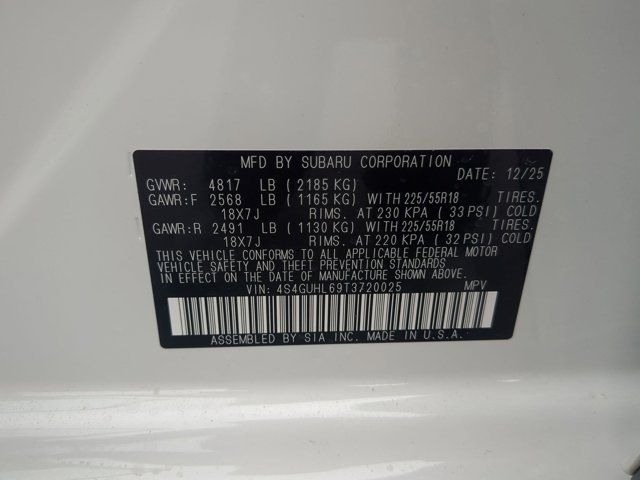 MFD BY SUBARU CORPORATION
DATE: 12/25
GVWR: 4817 LB ( 2185 KG)
GAWR:F 2568 LB ( 1165 KG) WITH 225/55R18 TIRES.
18X7J RIMS. AT 230 KPA ( 33 PSI) COLD
GAWR:R 2491 LB ( 1130 KG) WITH 225/55R18 TIRES.
18X7J RIMS. AT 220 KPA ( 32 PSI) COLD
THIS VEHICLE CONFORMS TO ALL APPLICABLE FEDERAL MOTOR
VEHICLE SAFETY AND THEFT PREVENTION STANDARDS
IN EFFECT ON THE DATE OF MANUFACTURE SHOWN ABOVE.
VIN: 4S4GUHL69T3720025 MPV
ASSEMBLED BY SIA INC. MADE IN U.S.A.